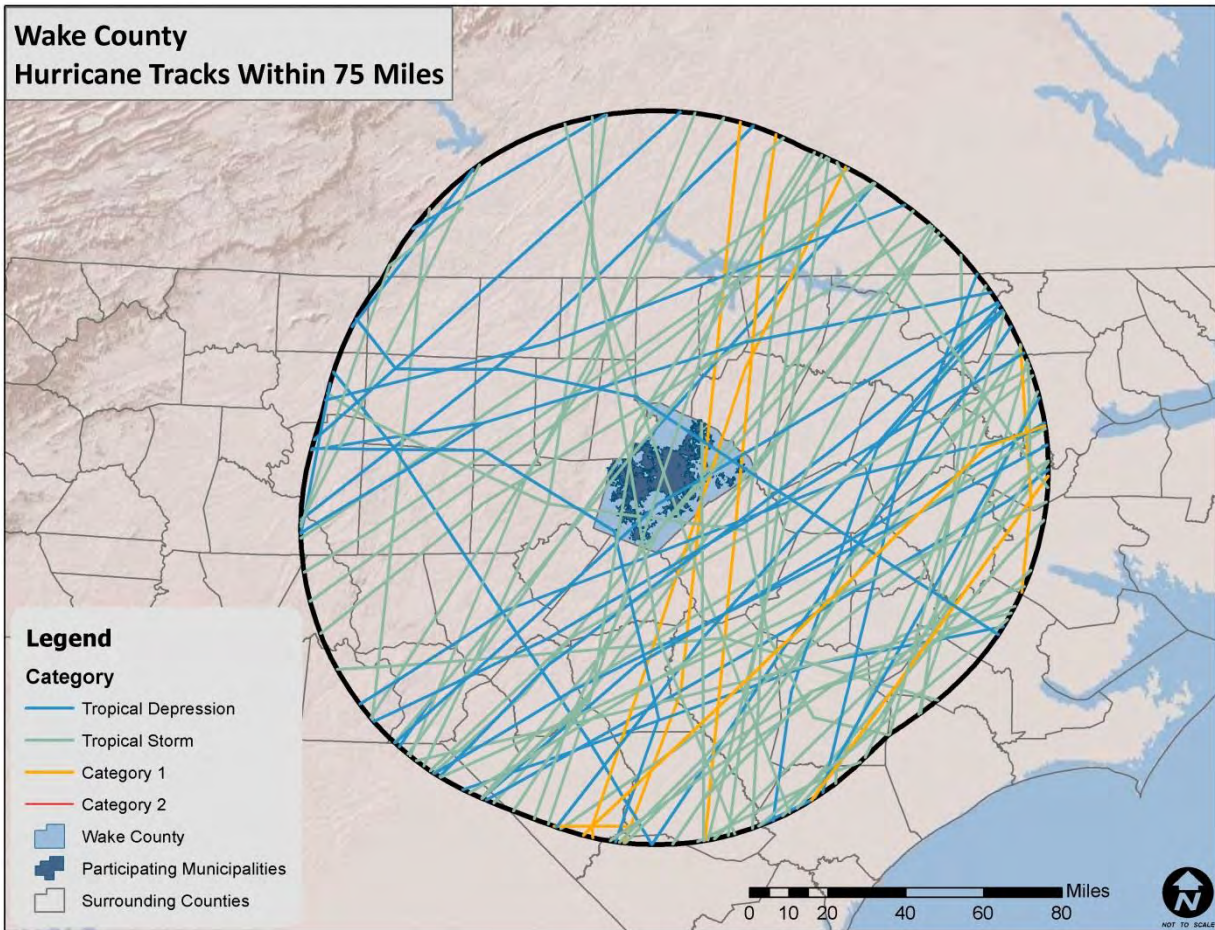 Wake County
Hurricane Tracks Within 75 Miles
Legend
Category
Tropical Depression
Tropical Storm
Category 1
Category 2
Wake County
Participating Municipalities
Surrounding Counties
Miles
0 10 20 40 60 80
N
NOT TO SCALE